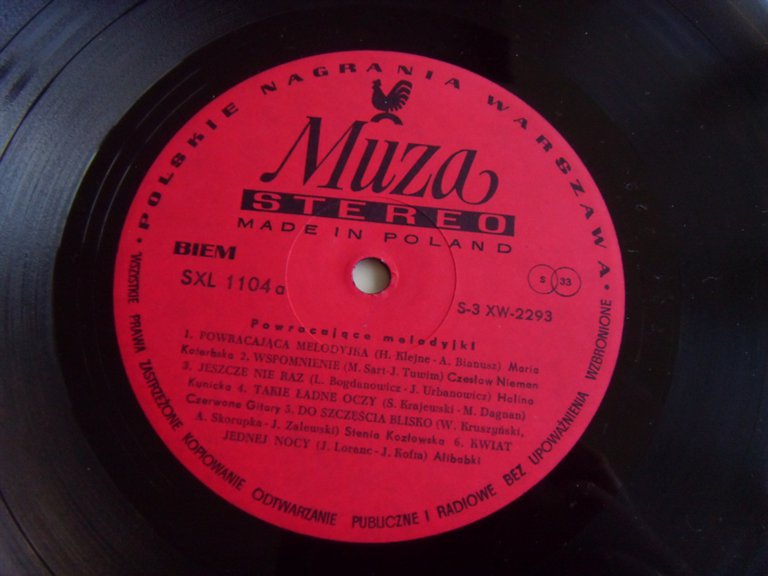 POLSKIE NAGRANIA WARSZAWA
Muza
STEREO
MADE IN POLAND
BIEM
SXL 1104a
S 33
S-3 XW-2293
Powracające melodyjki
1. POWRACAJĄCA MELODYJKA (H. Klejne - A. Bianusz) Maria
Koterbska 2. WSPOMNIENIE (M. Sart - J. Tuwim) Czesław Niemen
3. JESZCZE NIE RAZ (L. Bogdanowicz - J. Urbanowicz) Halina
Kunicka 4. TAKIE ŁADNE OCZY (S. Krajewski - M. Dagnan)
Czerwone Gitary 5. DO SZCZĘŚCIA BLISKO (W. Kruszyński,
A. Skorupka - J. Zalewski) Stenia Kozłowska 6. KWIAT
JEDNEJ NOCY (J. Loranc - J. Kofta) Alibabki
WSZYSTKIE PRAWA ZASTRZEŻONE KOPIOWANIE ODTWARZANIE PUBLICZNE I RADIOWE BEZ UPOWAŻNIENIA WZBRONIONE